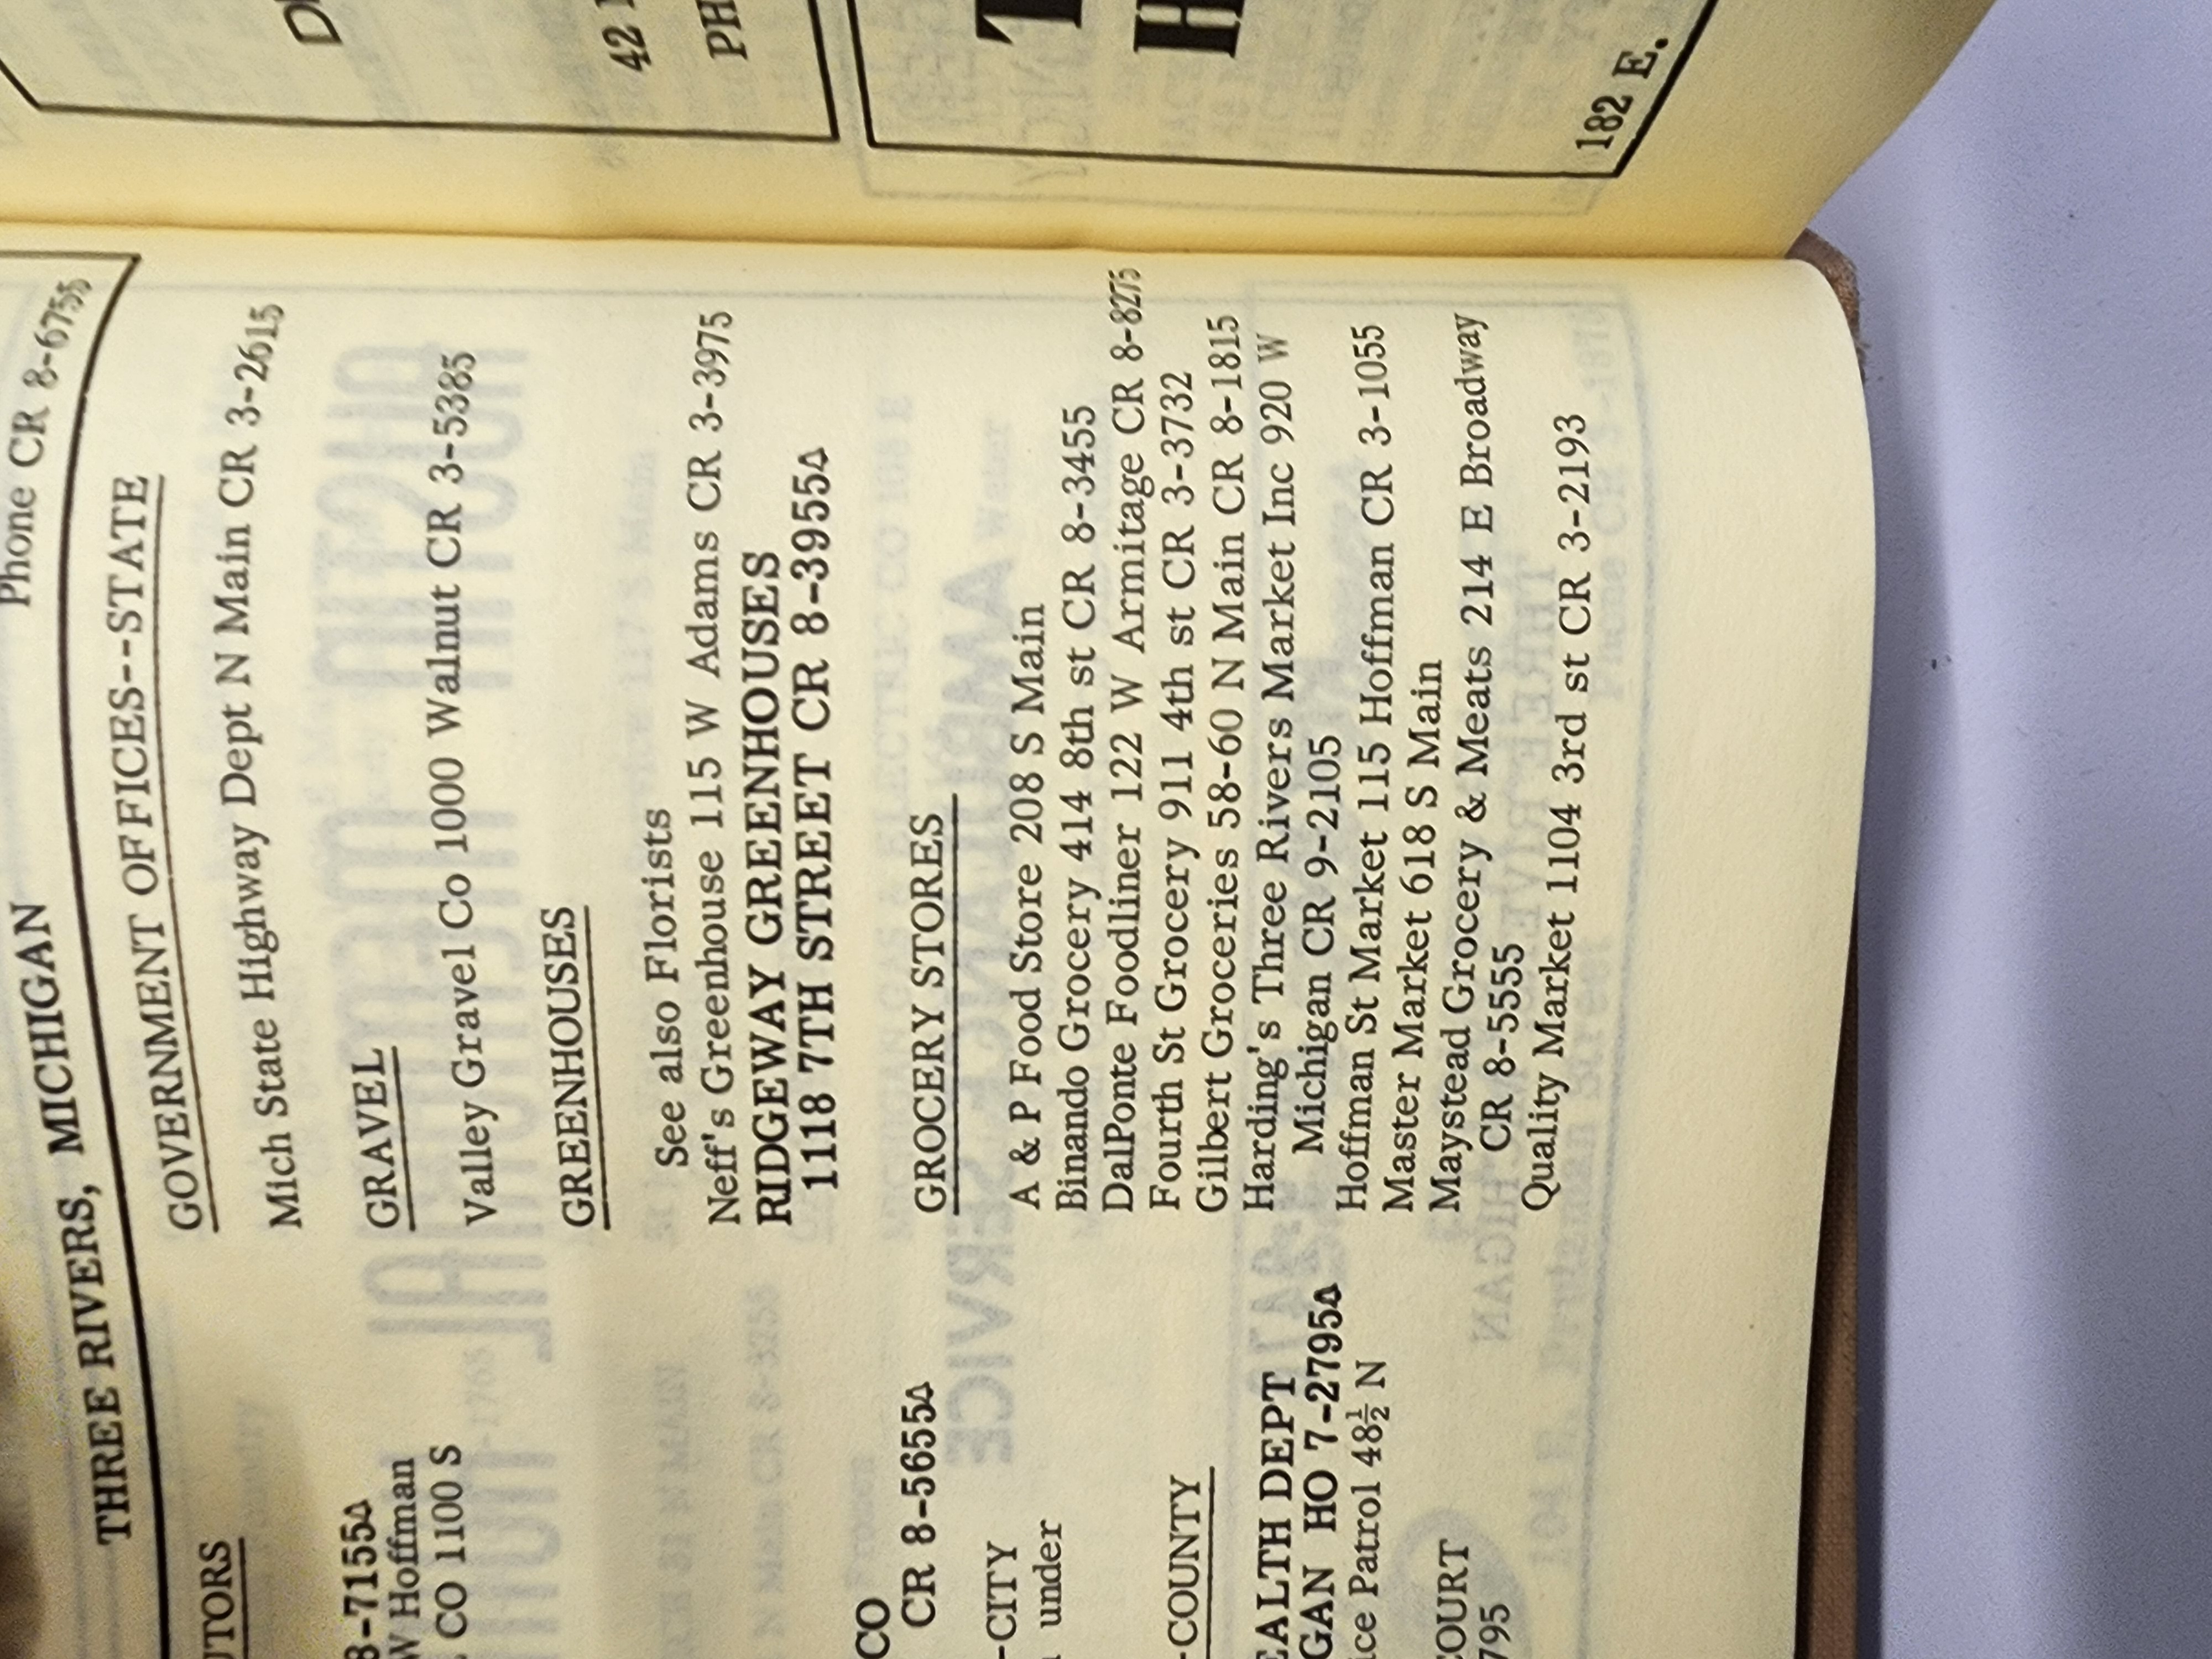 THREE RIVERS, MICHIGAN
Phone CR 8-6755
UTORS
8-7155Δ
W Hoffman
CO 1100 S
CO
CR 8-5655Δ
-CITY
under
-COUNTY
EALTH DEPT
GAN HO 7-2795Δ
ice Patrol 48½ N
COURT
795
GOVERNMENT OFFICES--STATE
Mich State Highway Dept N Main CR 3-2615
GRAVEL
Valley Gravel Co 1000 Walnut CR 3-5385
GREENHOUSES
See also Florists
Neff's Greenhouse 115 W Adams CR 3-3975
RIDGEWAY GREENHOUSES
1118 7TH STREET CR 8-3955Δ
GROCERY STORES
A & P Food Store 208 S Main
Binando Grocery 414 8th st CR 8-3455
DalPonte Foodliner 122 W Armitage CR 8-8275
Fourth St Grocery 911 4th st CR 3-3732
Gilbert Groceries 58-60 N Main CR 8-1815
Harding's Three Rivers Market Inc 920 W
Michigan CR 9-2105
Hoffman St Market 115 Hoffman CR 3-1055
Master Market 618 S Main
Maystead Grocery & Meats 214 E Broadway
CR 8-5555
Quality Market 1104 3rd st CR 3-2193
42
PH
H
182 E.